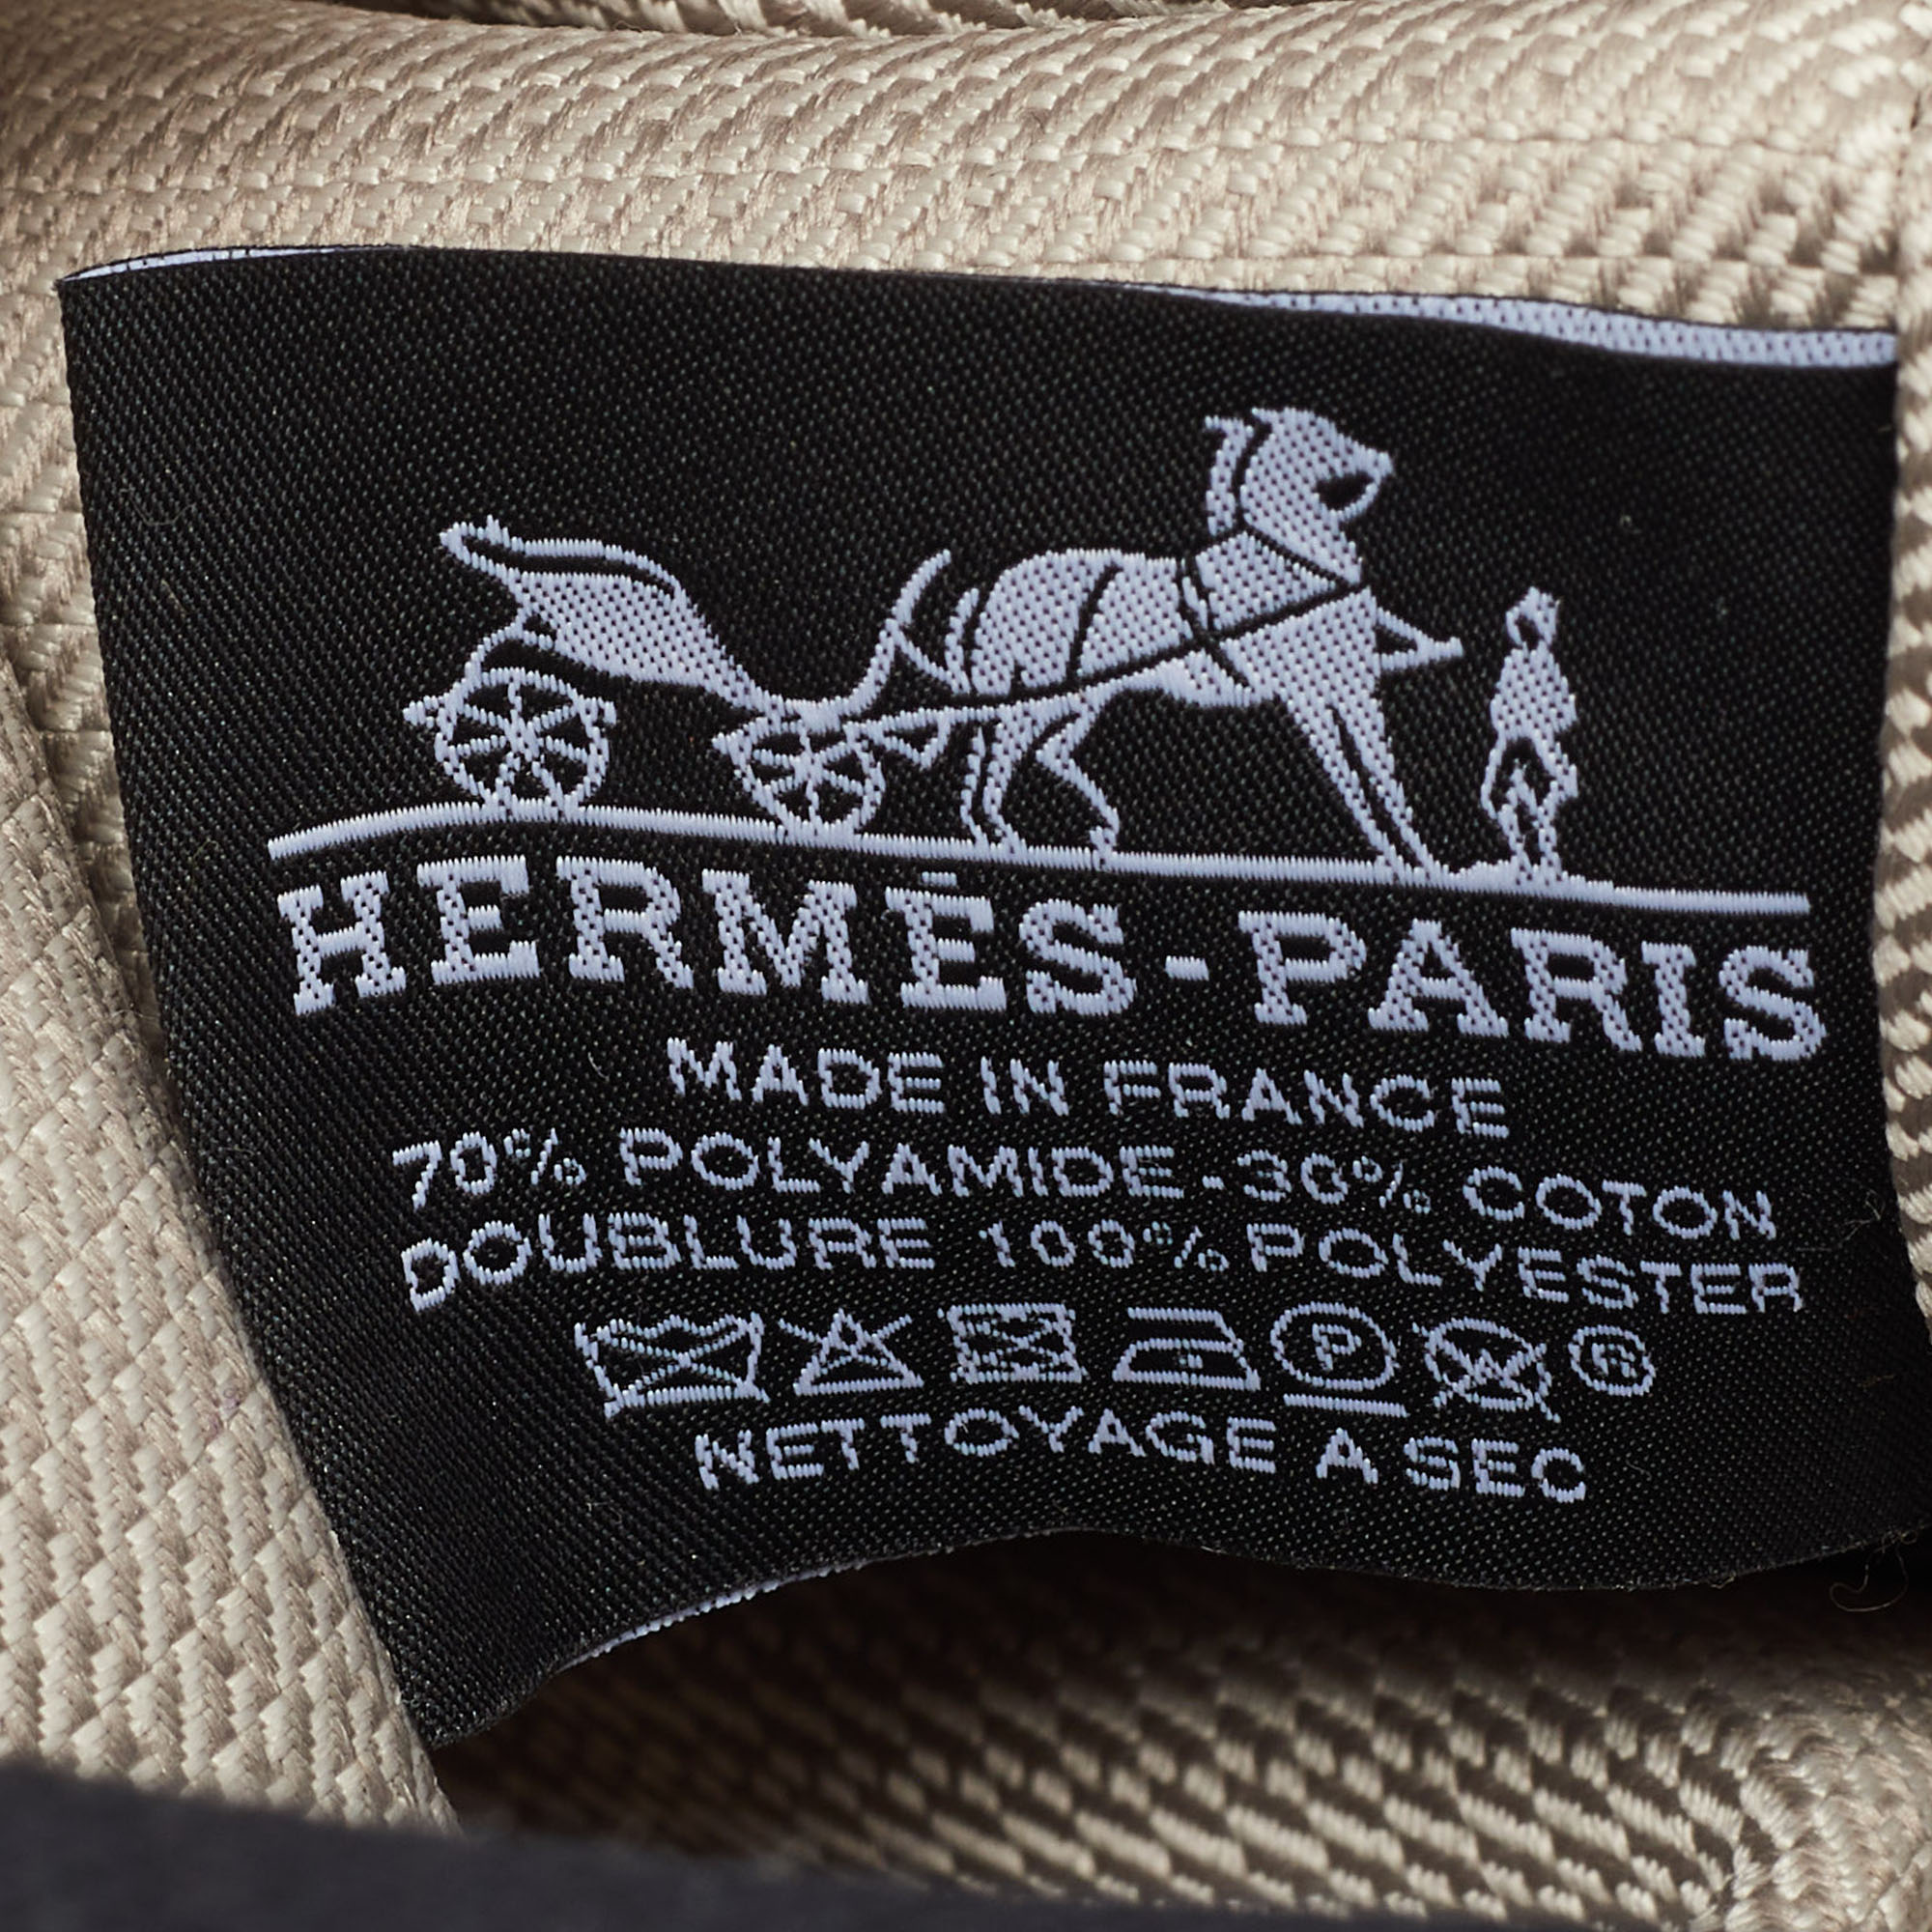 HERMÈS-PARIS
MADE IN FRANCE
70% POLYAMIDE-30% COTON
DOUBLURE 100% POLYESTER
P W ®
NETTOYAGE A SEC